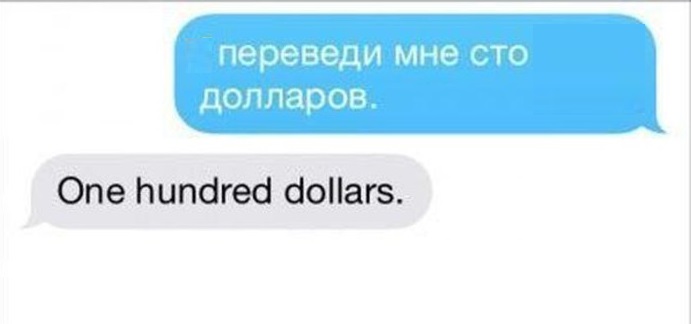 переведи мне сто
долларов.
One hundred dollars.